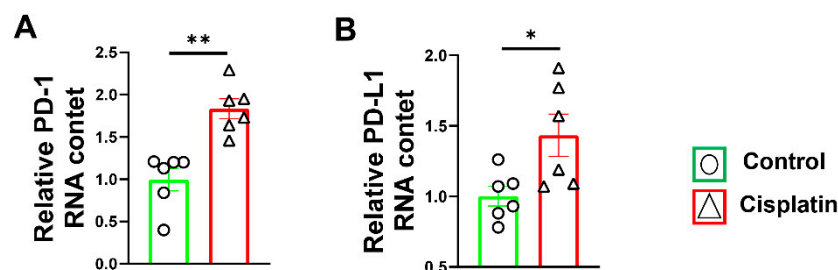 A
Relative PD-1
RNA contet
2.5
2.0
1.5
1.0
0.5
0.0
**
B
Relative PD-L1
RNA contet
2.0
1.5
1.0
0.5
*
Control
Cisplatin